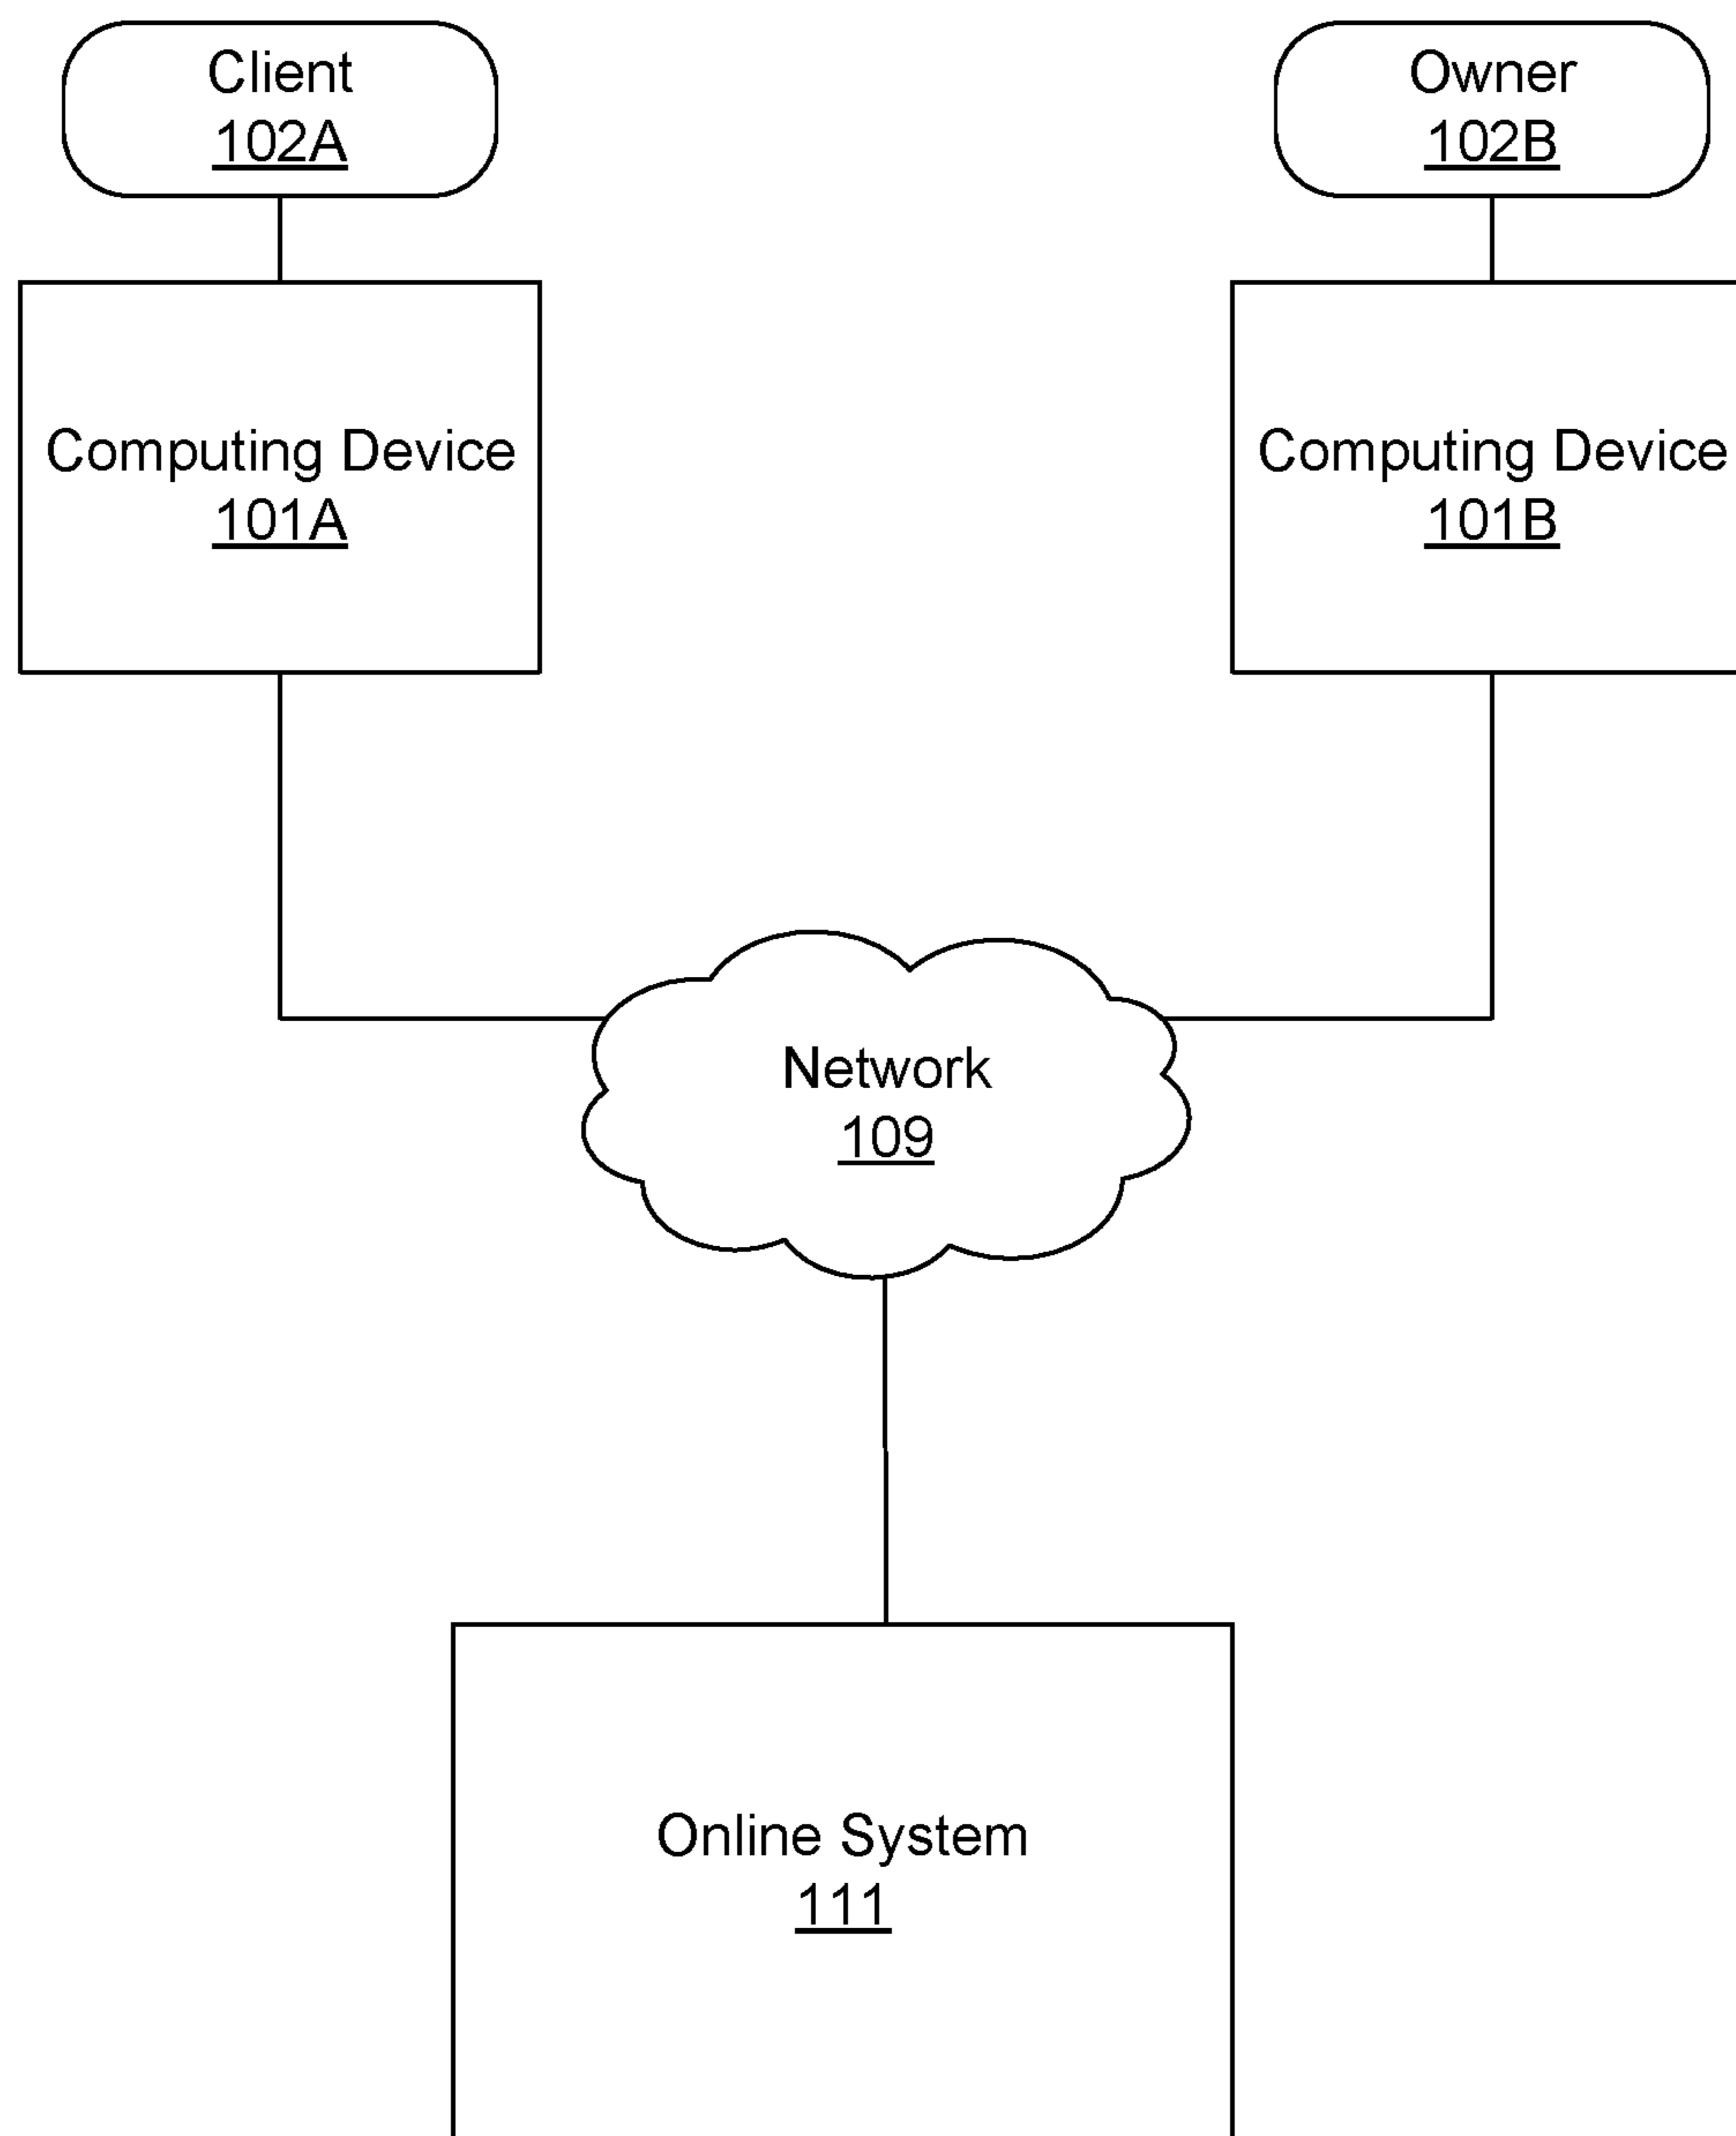 Client
102A
Owner
102B
Computing Device
101A
Computing Device
101B
Network
109
Online System
111